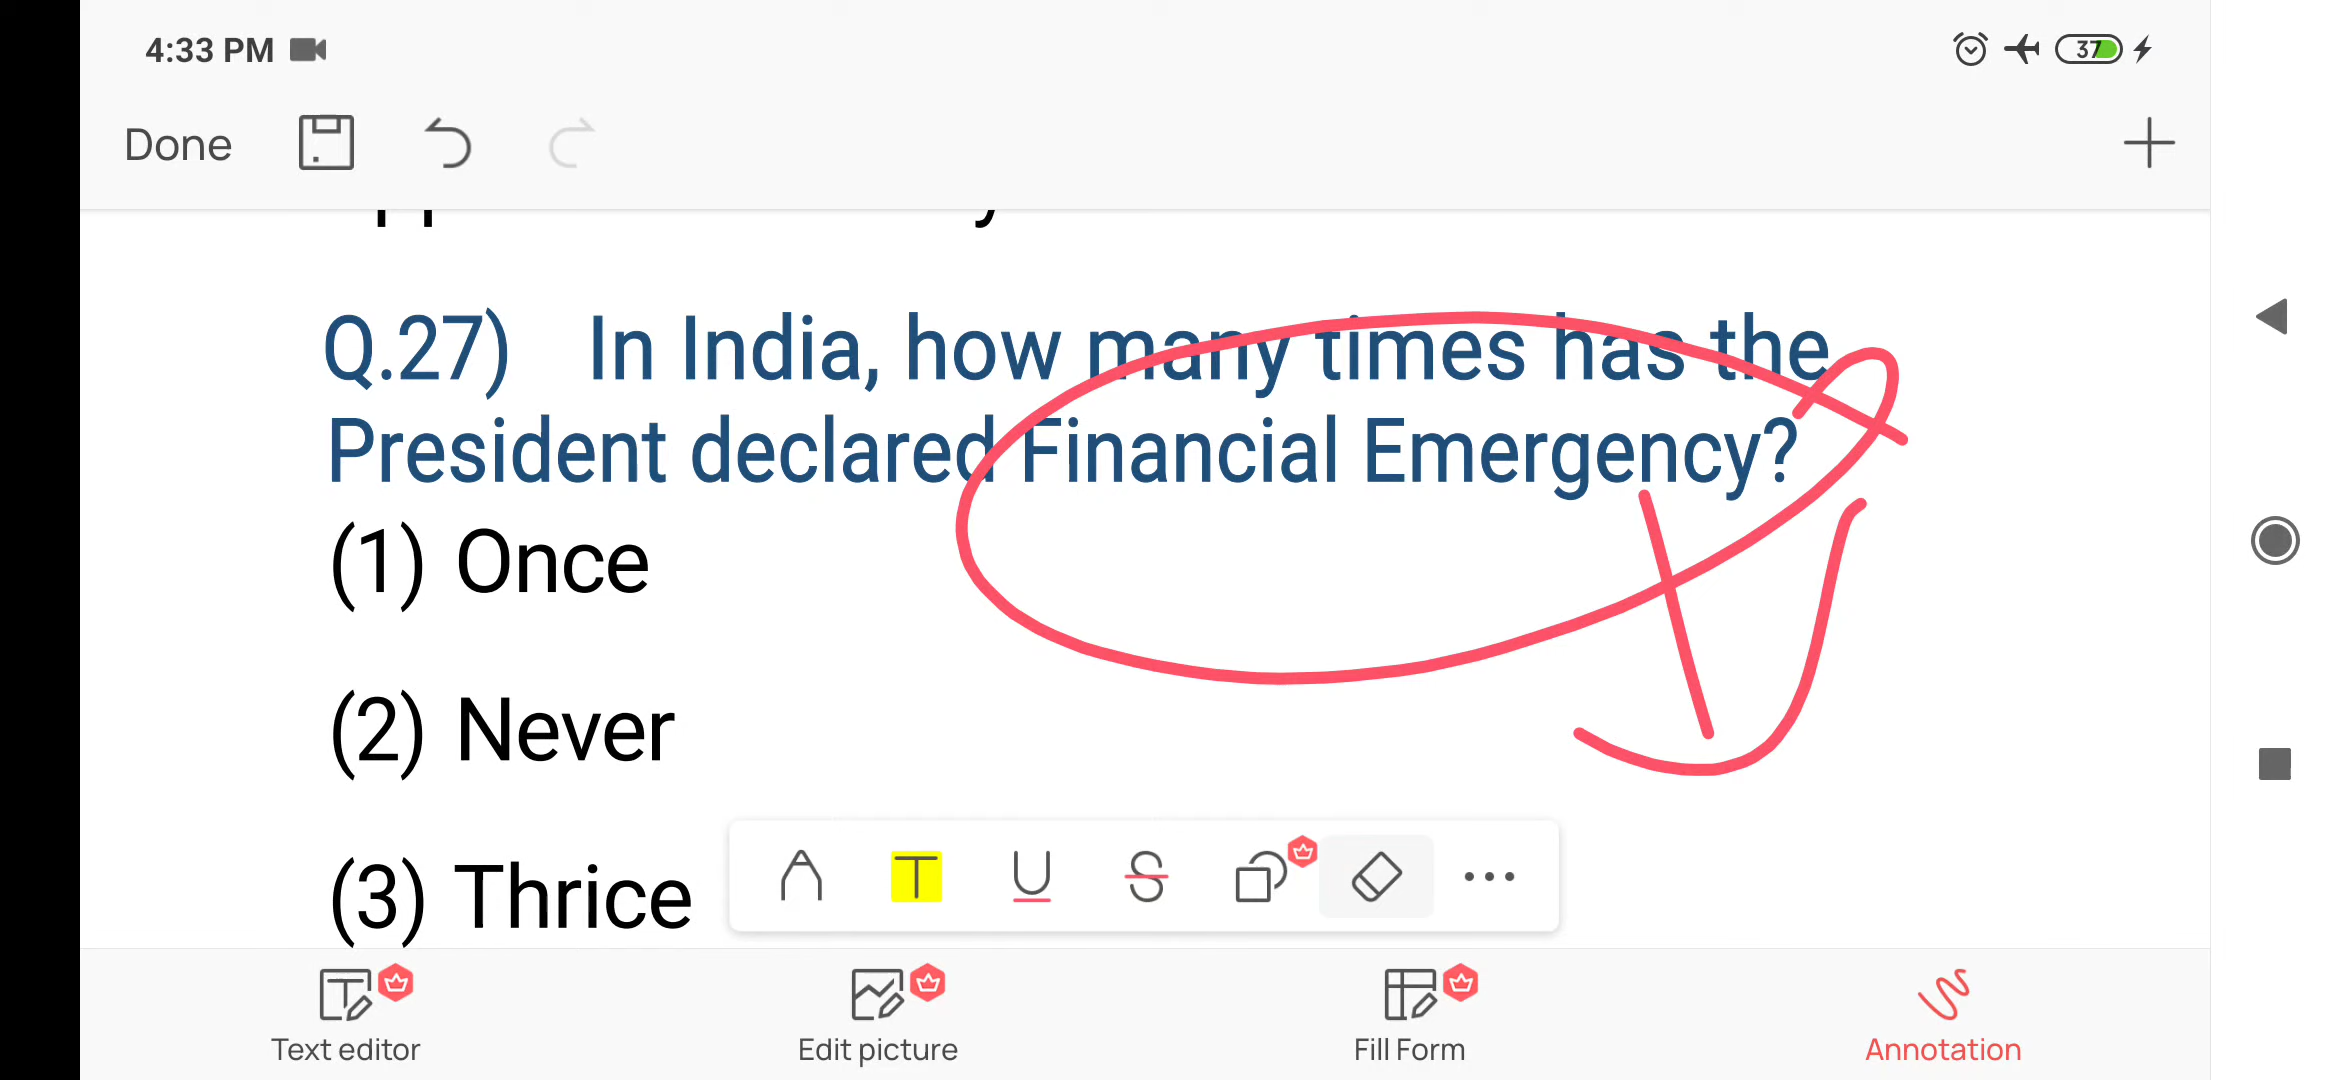 4:33 PM
37
Done
Q.27) In India, how many times has the
President declared Financial Emergency?
(1) Once
(2) Never
(3) Thrice
Text editor
Edit picture
Fill Form
Annotation